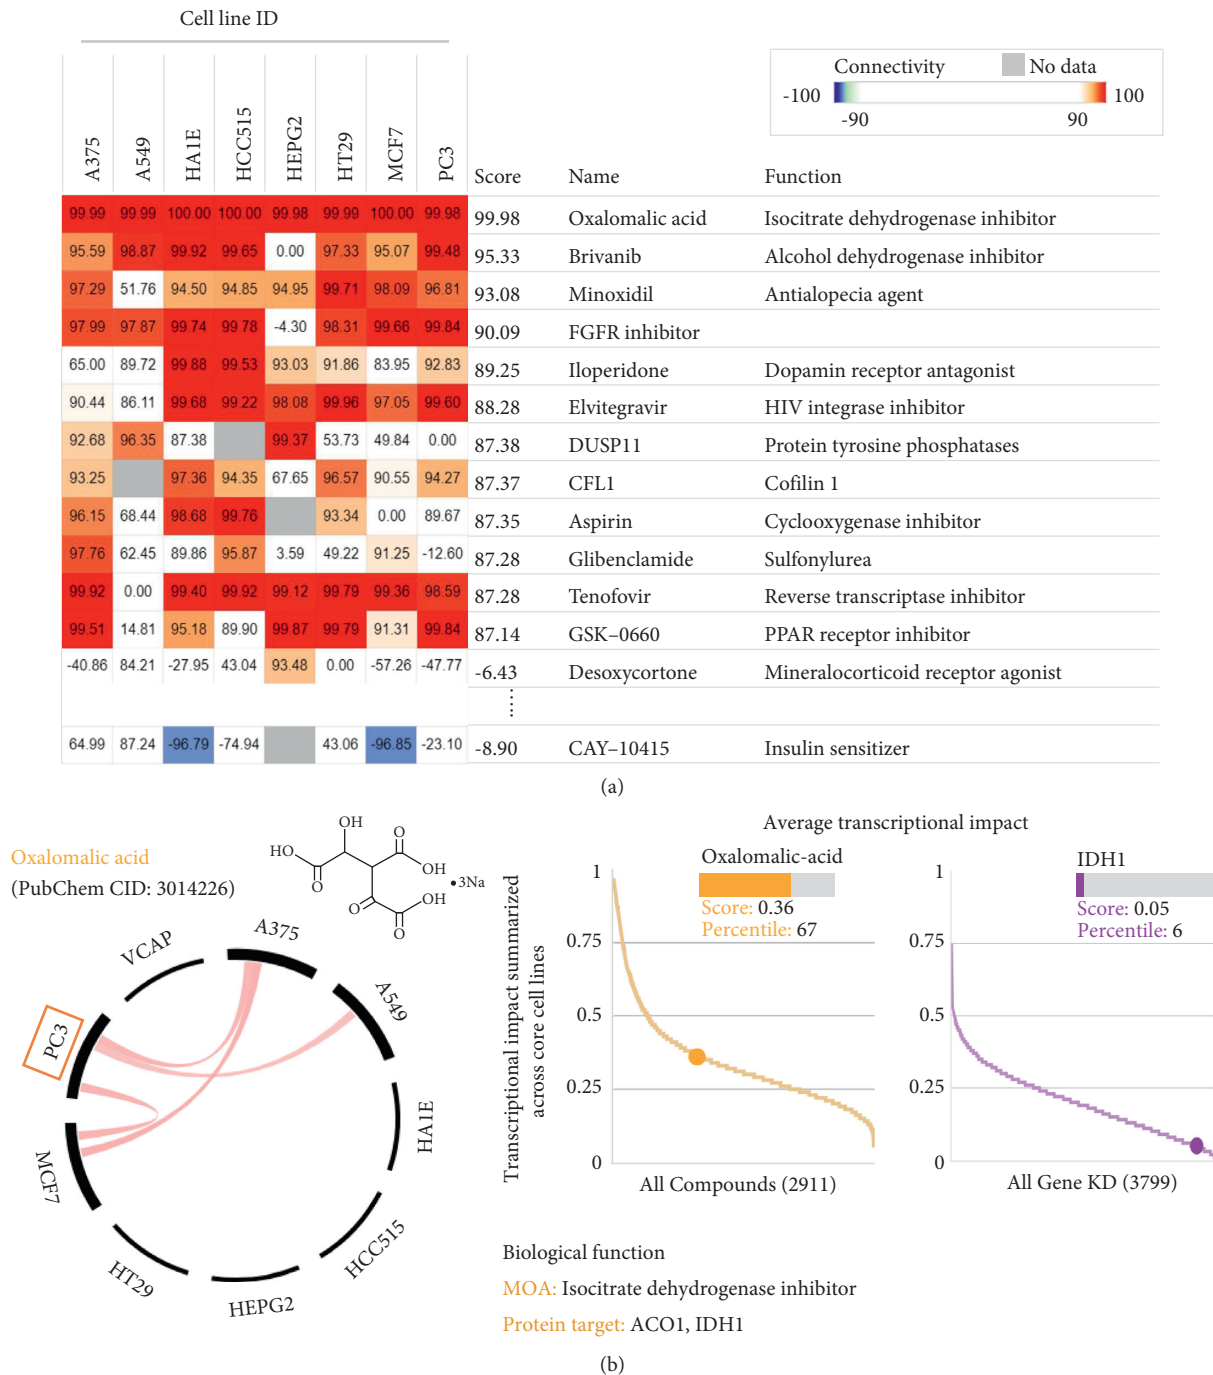 Cell line ID
Connectivity
No data
-100
100
-90
90
A375
A549
HA1E
HCC515
HEPG2
HT29
MCF7
PC3
Score
Name
Function
99.99 99.99 100.00 100.00 99.98 99.99 100.00 99.98 99.98 Oxalomalic acid Isocitrate dehydrogenase inhibitor
95.59 98.87 99.92 99.65 0.00 97.33 95.07 99.48 95.33 Brivanib Alcohol dehydrogenase inhibitor
97.29 51.76 94.50 94.85 94.95 99.71 98.09 96.81 93.08 Minoxidil Antialopecia agent
97.99 97.87 99.74 99.78 -4.30 98.31 99.66 99.84 90.09 FGFR inhibitor
65.00 89.72 99.88 99.53 93.03 91.86 83.95 92.83 89.25 Iloperidone Dopamin receptor antagonist
90.44 86.11 99.68 99.22 98.08 99.96 97.05 99.60 88.28 Elvitegravir HIV integrase inhibitor
92.68 96.35 87.38 99.37 53.73 49.84 0.00 87.38 DUSP11 Protein tyrosine phosphatases
93.25 97.36 94.35 67.65 96.57 90.55 94.27 87.37 CFL1 Cofilin 1
96.15 68.44 98.68 99.76 93.34 0.00 89.67 87.35 Aspirin Cyclooxygenase inhibitor
97.76 62.45 89.86 95.87 3.59 49.22 91.25 -12.60 87.28 Glibenclamide Sulfonylurea
99.92 0.00 99.40 99.92 99.12 99.79 99.36 98.59 87.28 Tenofovir Reverse transcriptase inhibitor
99.51 14.81 95.18 89.90 99.87 99.79 91.31 99.84 87.14 GSK–0660 PPAR receptor inhibitor
-40.86 84.21 -27.95 43.04 93.48 0.00 -57.26 -47.77 -6.43 Desoxycortone Mineralocorticoid receptor agonist
64.99 87.24 -96.79 -74.94 43.06 -96.85 -23.10 -8.90 CAY–10415 Insulin sensitizer
(a)
Oxalomalic acid
(PubChem CID: 3014226)
OH
O
HO
OH
O
•3Na
O
OH
O
A375
A549
HA1E
HCC515
HEPG2
HT29
MCF7
PC3
VCAP
Average transcriptional impact
Transcriptional impact summarized
across core cell lines
Oxalomalic-acid
Score: 0.36
Percentile: 67
1
0.75
0.5
0.25
0
All Compounds (2911)
IDH1
Score: 0.05
Percentile: 6
1
0.75
0.5
0.25
0
All Gene KD (3799)
Biological function
MOA: Isocitrate dehydrogenase inhibitor
Protein target: ACO1, IDH1
(b)